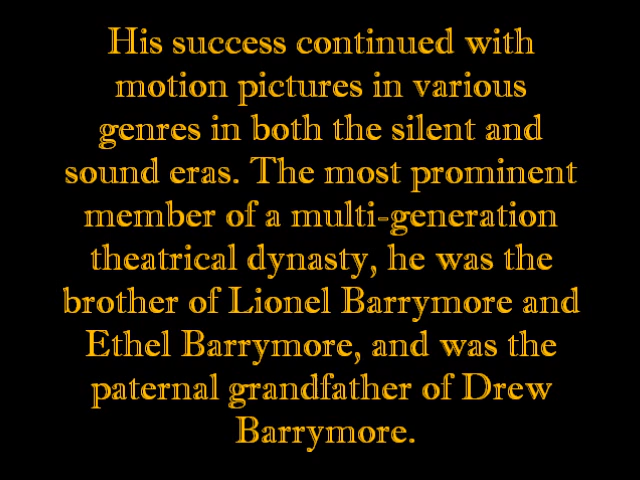 His success continued with
motion pictures in various
genres in both the silent and
sound eras. The most prominent
member of a multi-generation
theatrical dynasty, he was the
brother of Lionel Barrymore and
Ethel Barrymore, and was the
paternal grandfather of Drew
Barrymore.